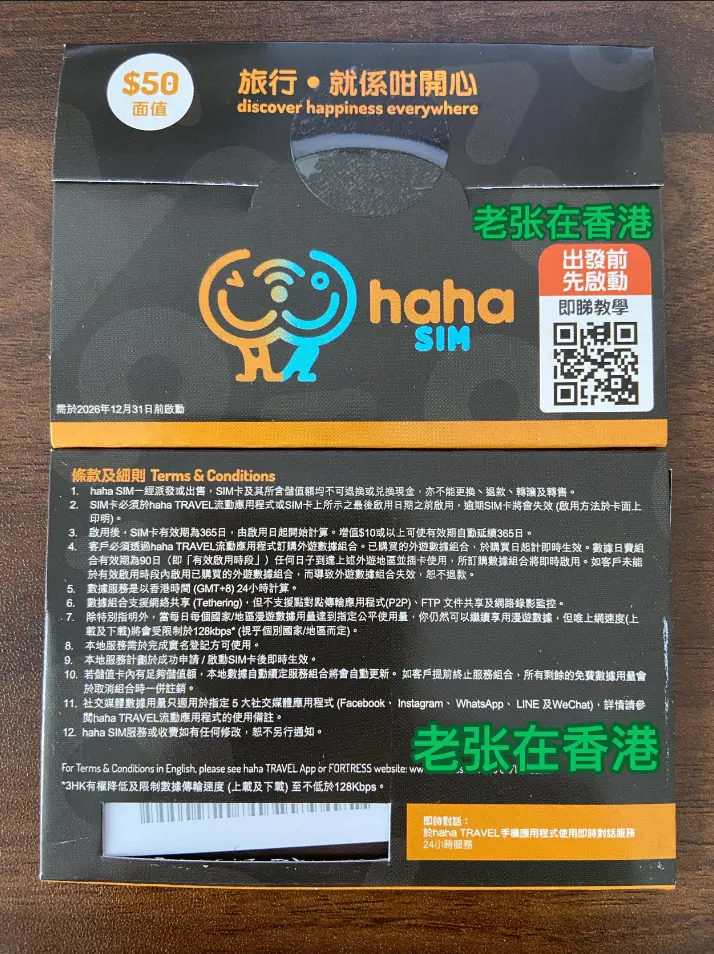 $50
面值
旅行•就係咁開心
discover happiness everywhere
老张在香港
出發前
先啟動
即睇教學
haha
SIM
需於2026年12月31日前啟動
條款及細則 Terms & Conditions
1. haha SIM一經派發或出售，SIM卡及其所含儲值額均不可退換或兌換現金，亦不能更換、退款、轉讓及轉售。
2. SIM卡必須於haha TRAVEL流動應用程式或SIM卡上所示之最後啟用日期之前啟用，逾期SIM卡將會失效 (啟用方法於卡面上
印明)。
3. 啟用後，SIM卡有效期為365日，由啟用日起開始計算。增值$10或以上可使有效期自動延續365日。
4. 客戶必須透過haha TRAVEL流動應用程式訂購外遊數據組合。已購買的外遊數據組合，於購買日起計即時生效。數據日費組
合有效期為90日 (即「有效啟用時段」) 任何日子到達上述外遊地區並插卡使用，所訂購數據組合將即時啟用。如客戶未能
於有效啟用時段內啟用已購買的外遊數據組合，而導致外遊數據組合失效，恕不退款。
5. 數據服務是以香港時間 (GMT+8) 24小時計算。
6. 數據組合支援網絡共享 (Tethering)，但不支援點對點傳輸應用程式(P2P)、FTP 文件共享及網路錄影監控。
7. 除特別指明外，當每日每個國家/地區漫遊數據用量達到指定公平使用量，你仍然可以繼續享用漫遊數據，但唯上網速度(上
載及下載)將會受限制於128kbps* (視乎個別國家/地區而定)。
8. 本地服務需於完成實名登記方可使用。
9. 本地服務計劃於成功申請 / 啟動SIM卡後即時生效。
10. 若儲值卡內有足夠儲值額，本地數據自動續定服務組合將會自動更新。 如客戶提前終止服務組合，所有剩餘的免費數據用量會
於取消組合時一併註銷。
11. 社交媒體數據用量只適用於指定 5 大社交媒體應用程式 (Facebook、 Instagram、 WhatsApp、 LINE 及WeChat)，詳情請參
閱haha TRAVEL流動應用程式的使用備註。
12. haha SIM服務或收費如有任何修改，恕不另行通知。
老张在香港
For Terms & Conditions in English, please see haha TRAVEL App or FORTRESS website:
*3HK有權降低及限制數據傳輸速度 (上載及下載) 至不低於128Kbps。
即時對話：
於haha TRAVEL手機應用程式使用即時對話服務
24小時服務